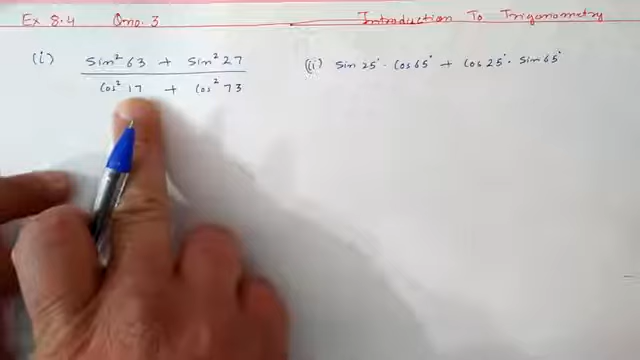 Ex 8.4 Qno. 3 Introduction To Trigonometry
(i) sin² 63 + sin² 27
cos² 17 + cos² 73
(ii) sin 25° . cos 65° + cos 25° . sin 65°